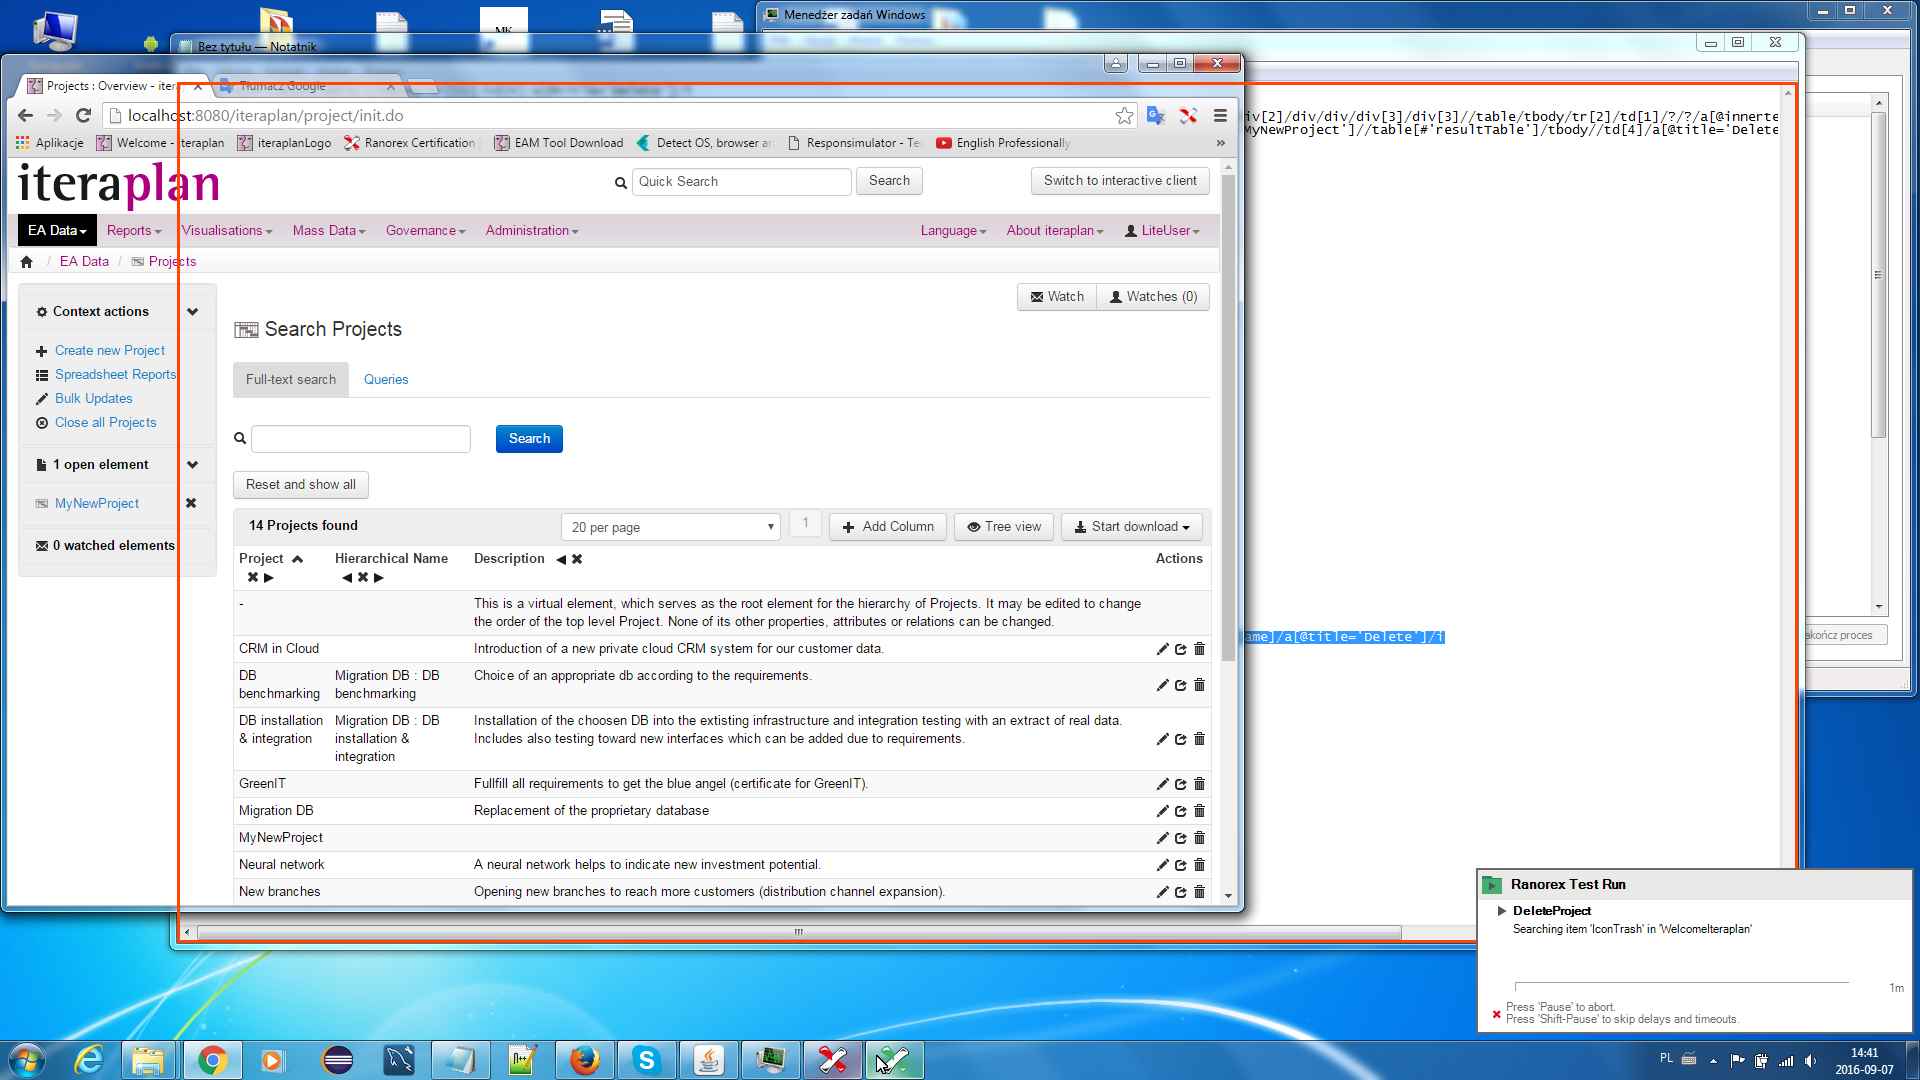 Menedżer zadań Windows
Bez tytułu — Notatnik
MK
Projects : Overview - itera
Tłumacz Google
localhost:8080/iteraplan/project/init.do
Aplikacje
Welcome - iteraplan
iteraplanLogo
Ranorex Certification
EAM Tool Download
Detect OS, browser an
Responsimulator - Te
English Professionally
»
div[2]/div/div/div[3]/div[3]//table/tbody/tr[2]/td[1]/?/?/a[@innerte
MyNewProject']//table[#'resultTable']/tbody//td[4]/a[@title='Delete
iteraplan
Quick Search
Search
Switch to interactive client
EA Data
Reports
Visualisations
Mass Data
Governance
Administration
Language
About iteraplan
LiteUser
/ EA Data / Projects
Watch
Watches (0)
Context actions
Create new Project
Spreadsheet Reports
Bulk Updates
Close all Projects
1 open element
MyNewProject
0 watched elements
Search Projects
Full-text search
Queries
Search
Reset and show all
14 Projects found
20 per page
1
Add Column
Tree view
Start download
Project
Hierarchical Name
Description
Actions
-
This is a virtual element, which serves as the root element for the hierarchy of Projects. It may be edited to change
the order of the top level Project. None of its other properties, attributes or relations can be changed.
CRM in Cloud
Introduction of a new private cloud CRM system for our customer data.
DB benchmarking
Migration DB : DB benchmarking
Choice of an appropriate db according to the requirements.
DB installation & integration
Migration DB : DB installation & integration
Installation of the choosen DB into the extisting infrastructure and integration testing with an extract of real data.
Includes also testing toward new interfaces which can be added due to requirements.
GreenIT
Fullfill all requirements to get the blue angel (certificate for GreenIT).
Migration DB
Replacement of the proprietary database
MyNewProject
Neural network
A neural network helps to indicate new investment potential.
New branches
Opening new branches to reach more customers (distribution channel expansion).
ame]/a[@title='Delete']/i
akończ proces
Ranorex Test Run
DeleteProject
Searching item 'IconTrash' in 'WelcomeIteraplan'
1m
Press 'Pause' to abort.
Press 'Shift-Pause' to skip delays and timeouts.
PL
14:41
2016-09-07